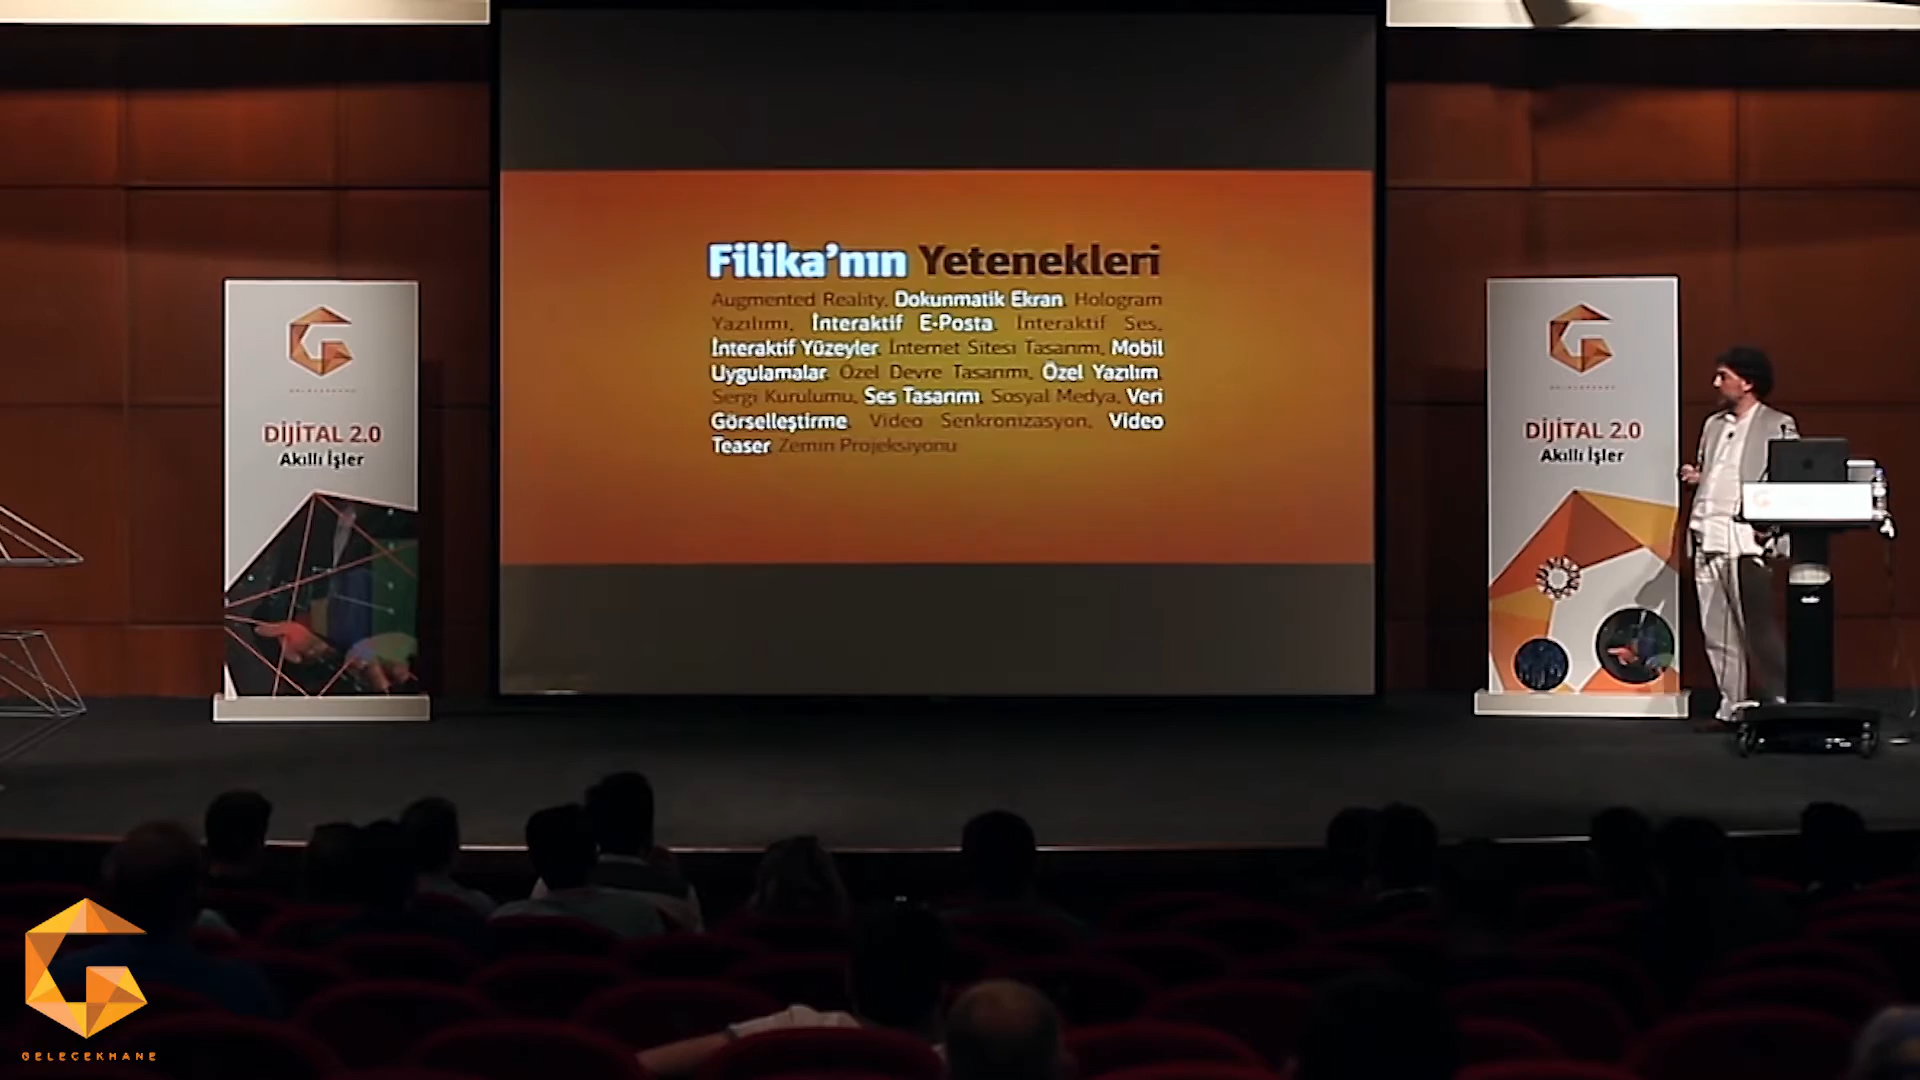 Filika'nın Yetenekleri
Augmented Reality, Dokunmatik Ekran, Hologram
Yazılımı, İnteraktif E-Posta, İnteraktif Ses,
İnteraktif Yüzeyler, İnternet Sitesi Tasarımı, Mobil
Uygulamalar, Özel Devre Tasarımı, Özel Yazılım,
Sergi Kurulumu, Ses Tasarımı, Sosyal Medya, Veri
Görselleştirme, Video Senkronizasyon, Video
Teaser, Zemin Projeksiyonu
GELECEKHANE
DİJİTAL 2.0
Akıllı İşler
GELECEKHANE
DİJİTAL 2.0
Akıllı İşler
GELECEKHANE